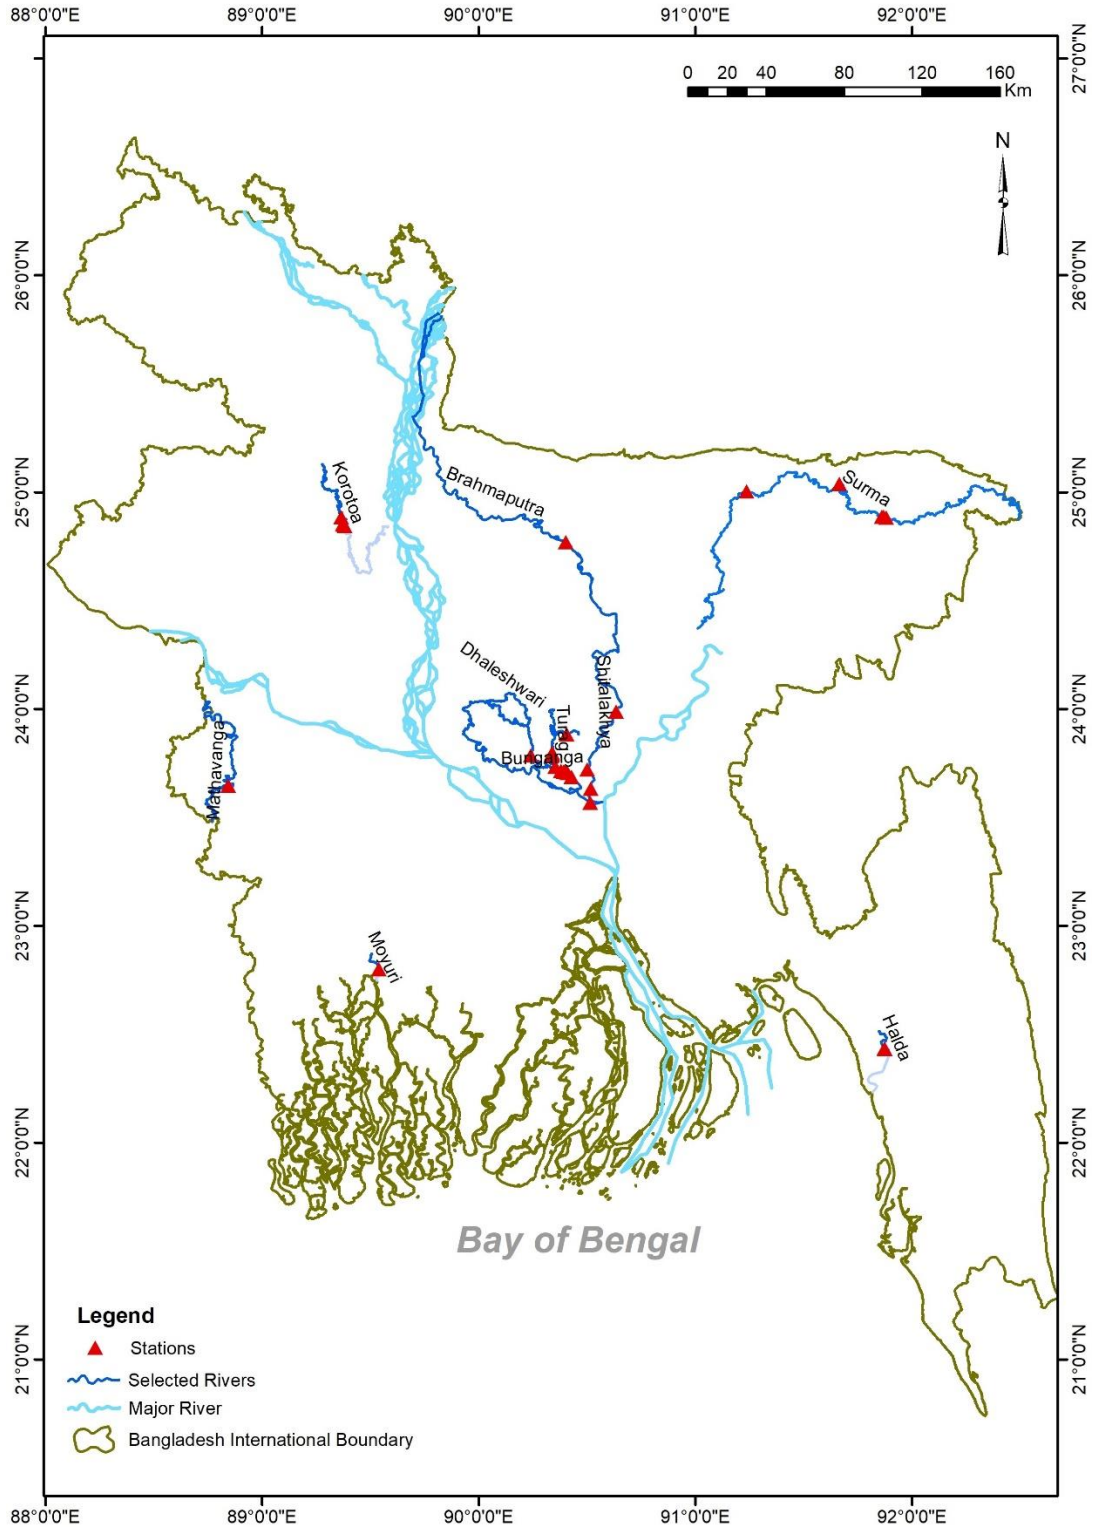 88°0'0"E 89°0'0"E 90°0'0"E 91°0'0"E 92°0'0"E
27°0'0"N
0 20 40 80 120 160
Km
N
26°0'0"N 26°0'0"N
Korotoa
Brahmaputra
Surma
25°0'0"N 25°0'0"N
Dhaleshwari
Shitalakhya
Turag
24°0'0"N 24°0'0"N
Buriganga
Mathavanga
23°0'0"N 23°0'0"N
Moyuri
Halda
22°0'0"N 22°0'0"N
Bay of Bengal
Legend
Stations
21°0'0"N 21°0'0"N
Selected Rivers
Major River
Bangladesh International Boundary
88°0'0"E 89°0'0"E 90°0'0"E 91°0'0"E 92°0'0"E